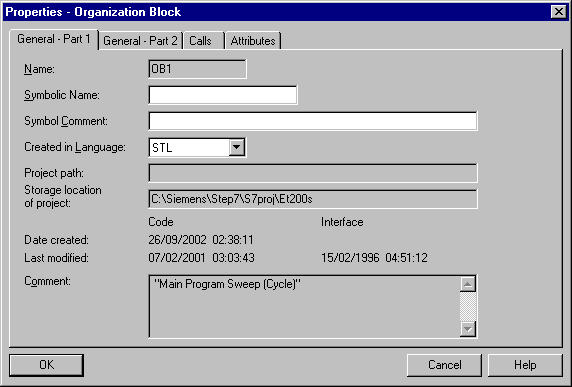 Properties - Organization Block
General - Part 1 General - Part 2 Calls Attributes
Name: OB1
Symbolic Name:
Symbol Comment:
Created in Language: STL
Project path:
Storage location
of project: C:\Siemens\Step7\S7proj\Et200s
Code Interface
Date created: 26/09/2002 02:38:11
Last modified: 07/02/2001 03:03:43 15/02/1996 04:51:12
Comment: "Main Program Sweep (Cycle)"
OK Cancel Help